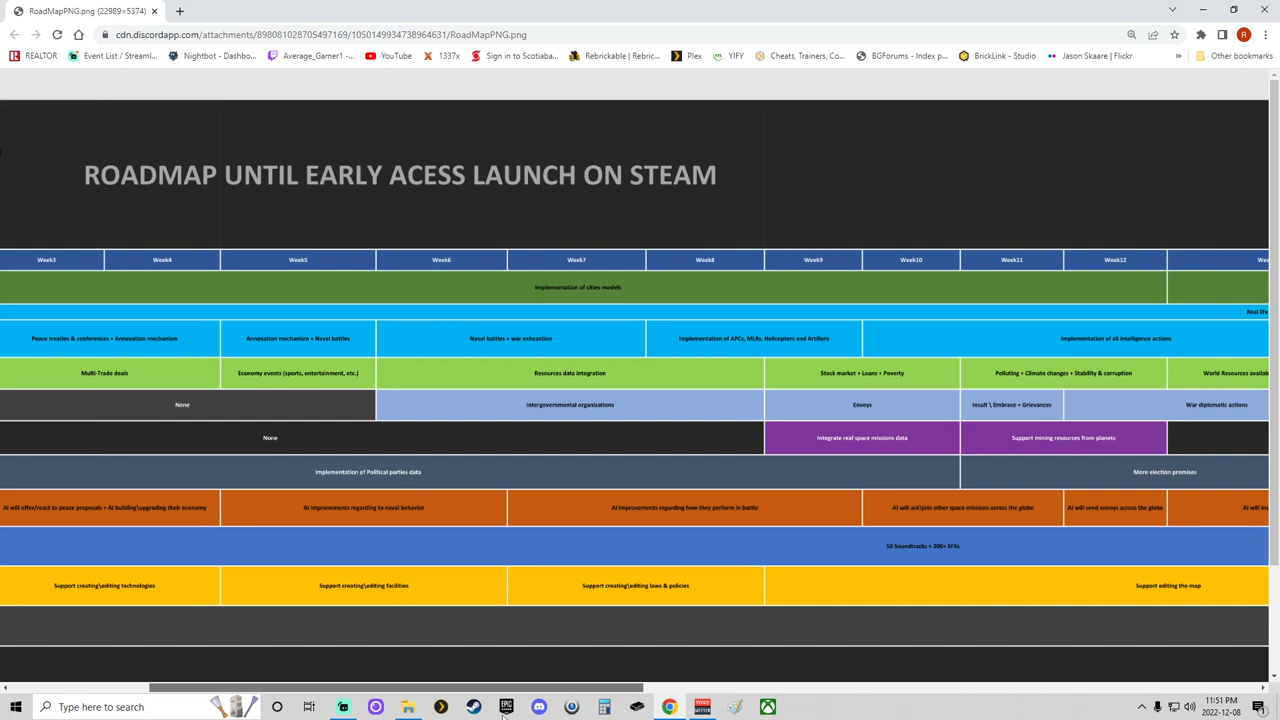 RoadMapPNG.png (22989×5374)
cdn.discordapp.com/attachments/898081028705497169/1050149934738964631/RoadMapPNG.png
REALTOR
Event List / Streaml...
Nightbot - Dashbo...
Average_Gamer1 -...
YouTube
1337x
Sign in to Scotiaba...
Rebrickable | Rebric...
Plex
YIFY
Cheats, Trainers, Co...
BGForums - Index p...
BrickLink - Studio
Jason Skaare | Flickr
Other bookmarks
ROADMAP UNTIL EARLY ACESS LAUNCH ON STEAM
Week3 Week4 Week5 Week6 Week7 Week8 Week9 Week10 Week11 Week12 Wee
Implementation of cities models
Real life
Peace treaties & conferences + Annexation mechanism Annexation mechanism + Naval battles Naval battles + war exhaustion Implementation of APCs, MLRs, Helicopters and Artillery Implementation of all Intelligence actions
Multi-Trade deals Economy events (sports, entertainment, etc.) Resources data integration Stock market + Loans + Poverty Polluting + Climate changes + Stability & corruption World Resources availab
None Intergovernmental organizations Envoys Insult \ Embrace + Grievances War diplomatic actions
None Integrate real space missions data Support mining resources from planets
Implementation of Political parties data More election promises
AI will offer/react to peace proposals + AI building\upgrading their economy AI improvements regarding to naval behavior AI Improvements regarding how they perform in battle AI will ask\join other space missions across the globe AI will send envoys across the globe AI will ins
50 Soundtracks + 200+ SFXs
Support creating\editing technologies Support creating\editing facilities Support creating\editing laws & policies Support editing the map
Type here to search
EPIC
11:51 PM
2022-12-08